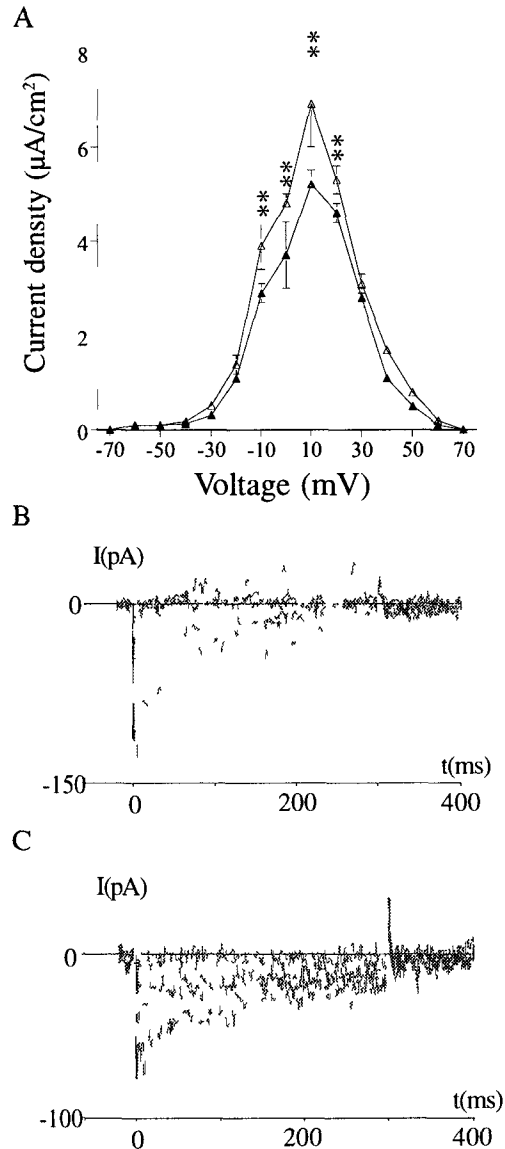 A
8
**
6
**
**
**
4
2
0
Current density (μA/cm²)
-70 -50 -30 -10 10 30 50 70
Voltage (mV)
B
I(pA)
0
t(ms)
-150
0 200 400
C
I(pA)
0
t(ms)
-100
0 200 400